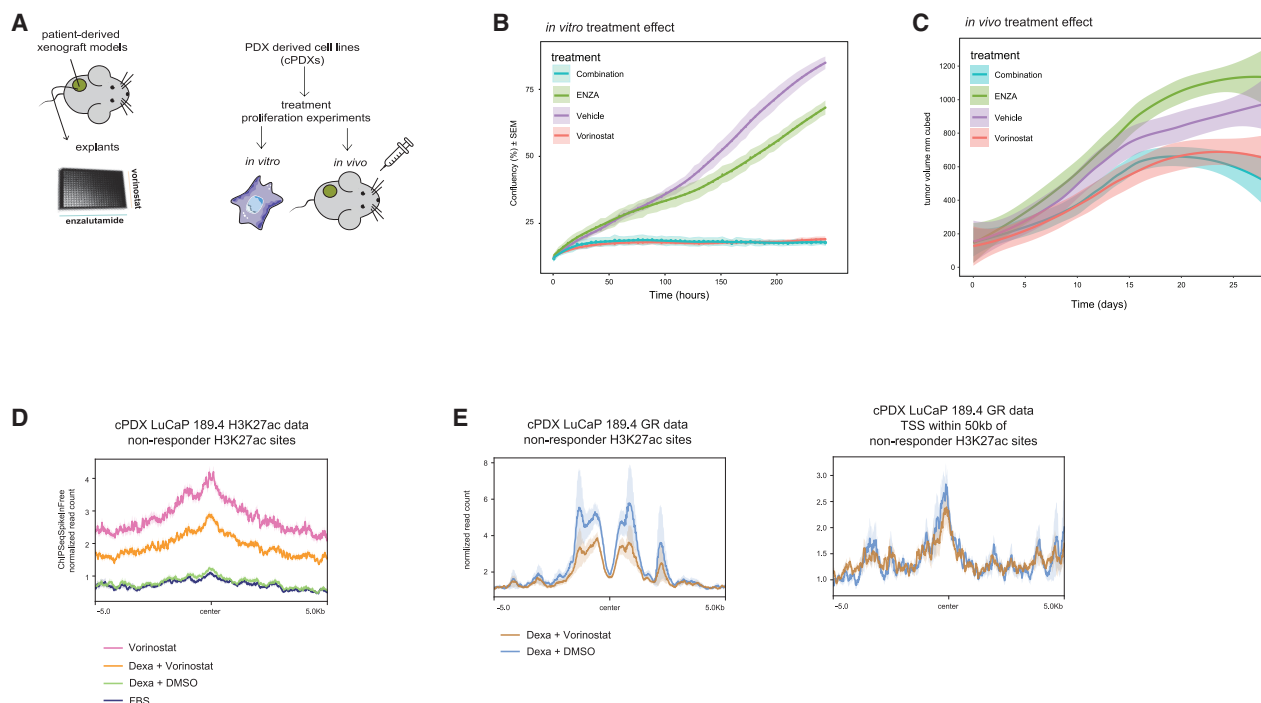 A
patient-derived
xenograft models
explants
vorinostat
enzalutamide
PDX derived cell lines
(cPDXs)
treatment
proliferation experiments
in vitro
in vivo
B
in vitro treatment effect
treatment
Combination
ENZA
Vehicle
Vorinostat
Confluency (%) ± SEM
75
50
25
0
50
100
150
200
Time (hours)
C
in vivo treatment effect
treatment
Combination
ENZA
Vehicle
Vorinostat
tumor volume mm cubed
1200
1000
800
600
400
200
0
0
5
10
15
20
25
Time (days)
D
cPDX LuCaP 189.4 H3K27ac data
non-responder H3K27ac sites
ChIPSeqSpikeInFree
normalized read count
4
3
2
1
-5.0
center
5.0Kb
Vorinostat
Dexa + Vorinostat
Dexa + DMSO
FBS
E
cPDX LuCaP 189.4 GR data
non-responder H3K27ac sites
normlized read count
8
6
4
2
-5.0
center
5.0Kb
Dexa + Vorinostat
Dexa + DMSO
cPDX LuCaP 189.4 GR data
TSS within 50kb of
non-responder H3K27ac sites
3.0
2.5
2.0
1.5
1.0
-5.0
center
5.0Kb